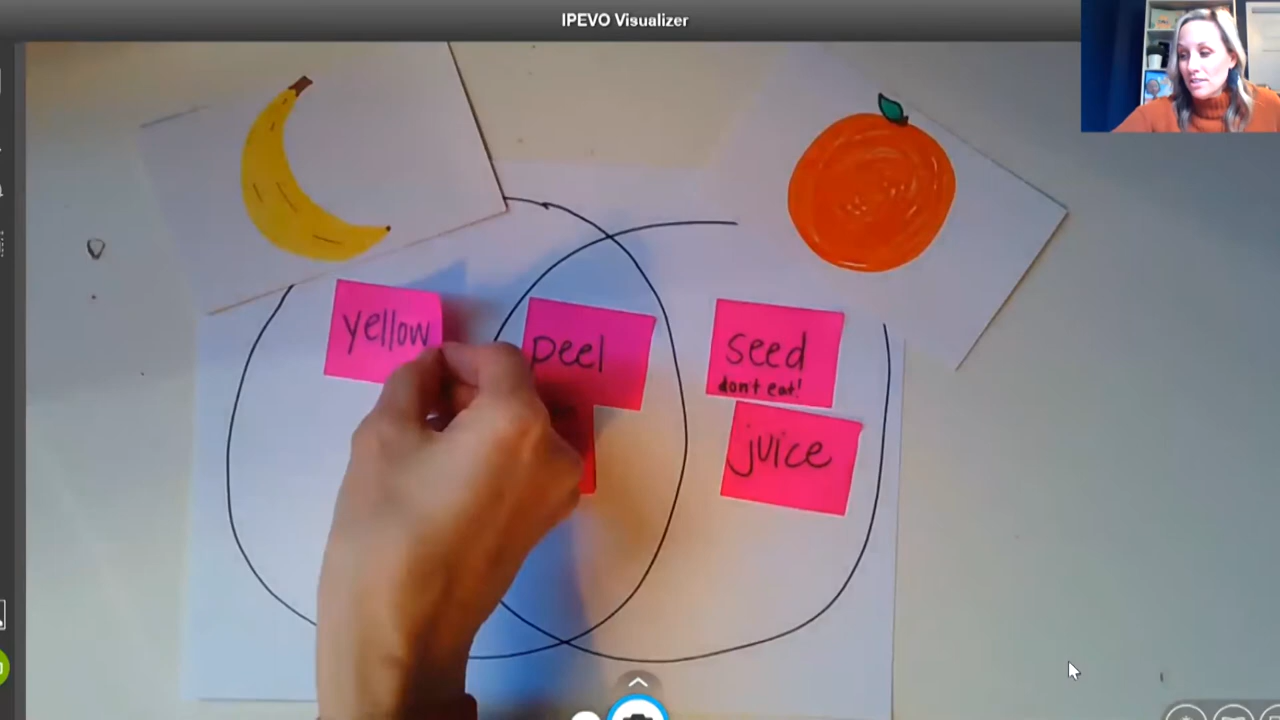 IPEVO Visualizer
yellow
peel
seed
don't eat!
juice